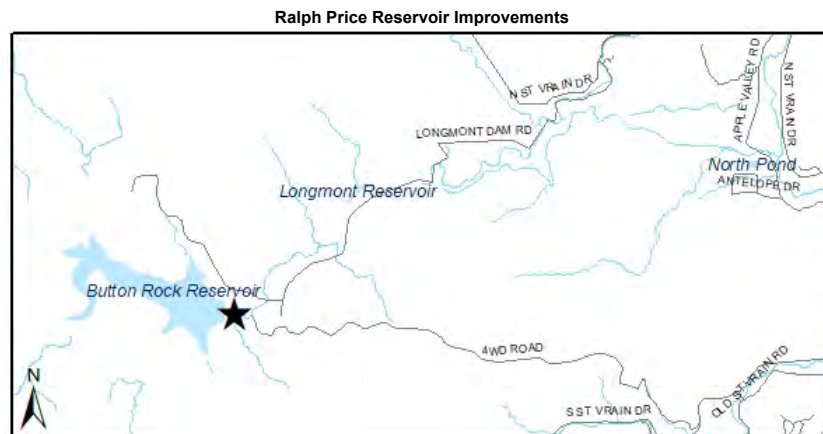 Ralph Price Reservoir Improvements
N ST VRAIN DR
LONGMONT DAM RD
APPLE VALLEY RD
N ST VRAIN DR
North Pond
ANTELOPE DR
Longmont Reservoir
Button Rock Reservoir
4WD ROAD
OLD ST VRAIN RD
S ST VRAIN DR
N